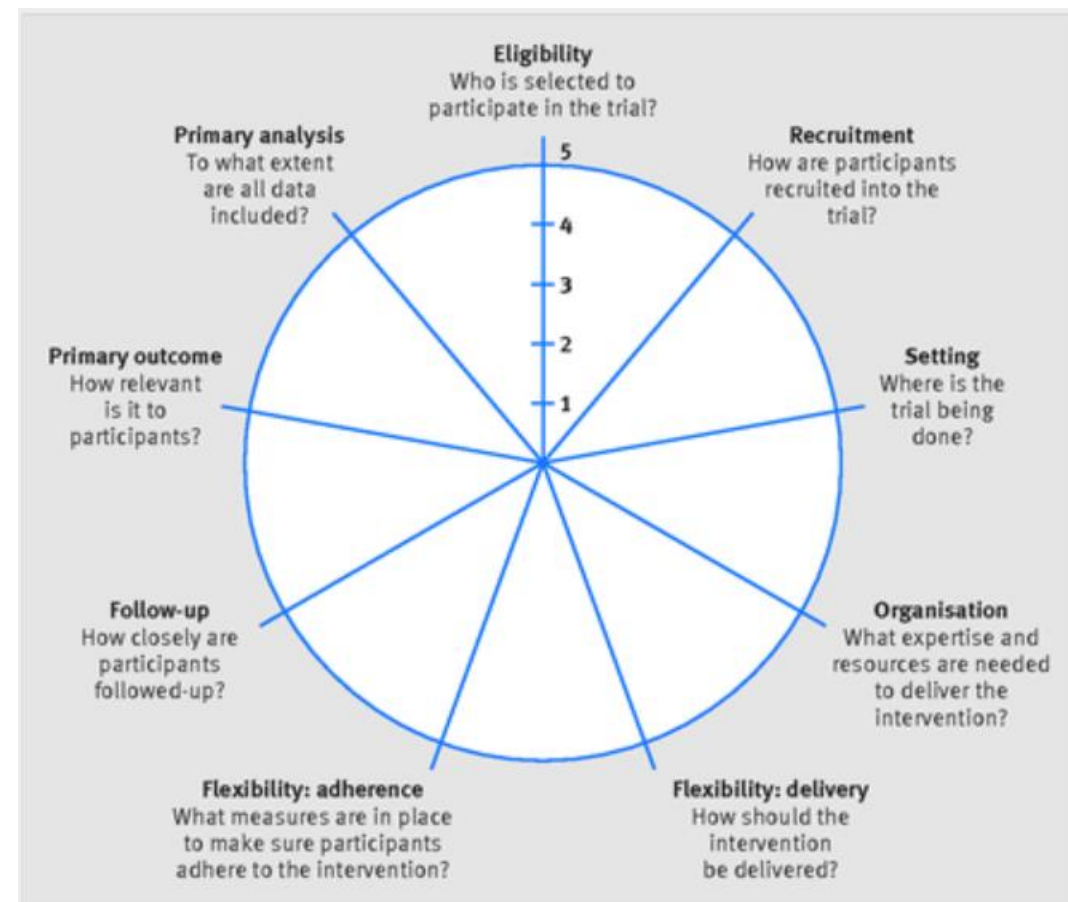 Eligibility
Who is selected to
participate in the trial?
Primary analysis
To what extent
are all data
included?
Recruitment
How are participants
recruited into the
trial?
5
4
3
2
1
Primary outcome
How relevant
is it to
participants?
Setting
Where is the
trial being
done?
Follow-up
How closely are
participants
followed-up?
Organisation
What expertise and
resources are needed
to deliver the
intervention?
Flexibility: adherence
What measures are in place
to make sure participants
adhere to the intervention?
Flexibility: delivery
How should the
intervention
be delivered?